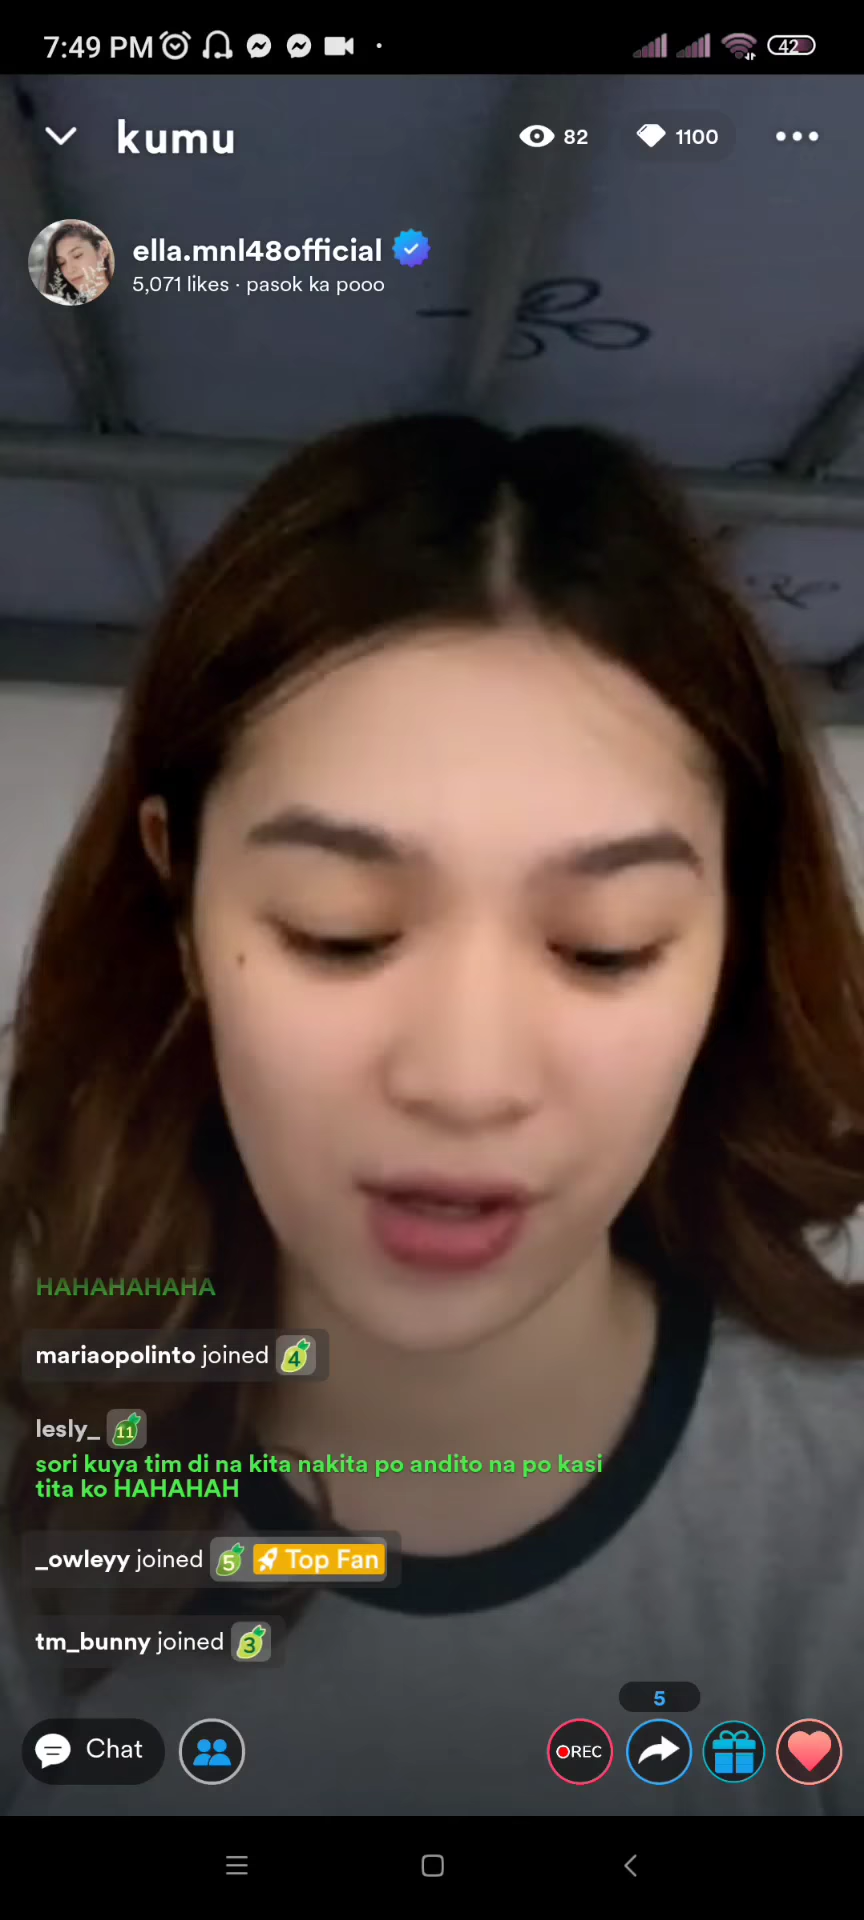 7:49 PM
42
kumu
82
1100
ella.mnl48official
5,071 likes · pasok ka pooo
HAHAHAHAHA
mariaopolinto joined 4
lesly_ 11
sori kuya tim di na kita nakita po andito na po kasi
tita ko HAHAHAH
_owleyy joined 5 Top Fan
tm_bunny joined 3
5
Chat
REC